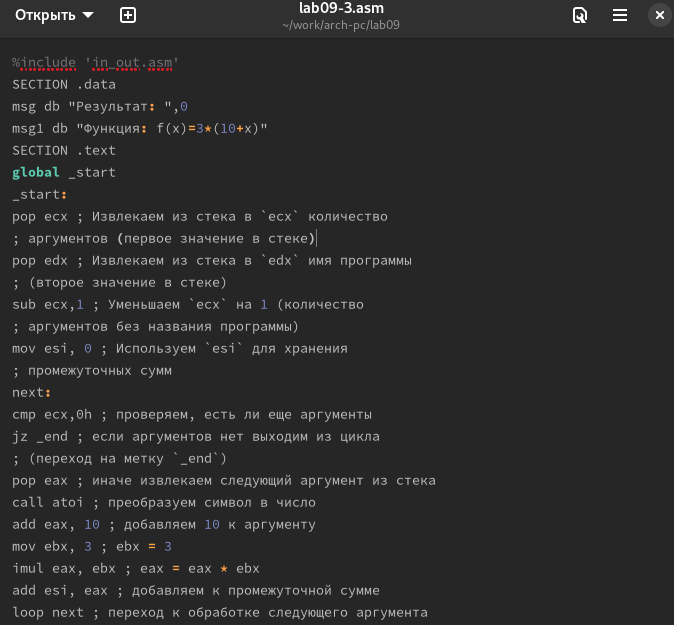 Открыть
lab09-3.asm
~/work/arch-pc/lab09
%include 'in_out.asm'
SECTION .data
msg db "Результат: ",0
msg1 db "Функция: f(x)=3*(10+x)"
SECTION .text
global _start
_start:
pop ecx ; Извлекаем из стека в `ecx` количество
; аргументов (первое значение в стеке)
pop edx ; Извлекаем из стека в `edx` имя программы
; (второе значение в стеке)
sub ecx,1 ; Уменьшаем `ecx` на 1 (количество
; аргументов без названия программы)
mov esi, 0 ; Используем `esi` для хранения
; промежуточных сумм
next:
cmp ecx,0h ; проверяем, есть ли еще аргументы
jz _end ; если аргументов нет выходим из цикла
; (переход на метку `_end`)
pop eax ; иначе извлекаем следующий аргумент из стека
call atoi ; преобразуем символ в число
add eax, 10 ; добавляем 10 к аргументу
mov ebx, 3 ; ebx = 3
imul eax, ebx ; eax = eax * ebx
add esi, eax ; добавляем к промежуточной сумме
loop next ; переход к обработке следующего аргумента